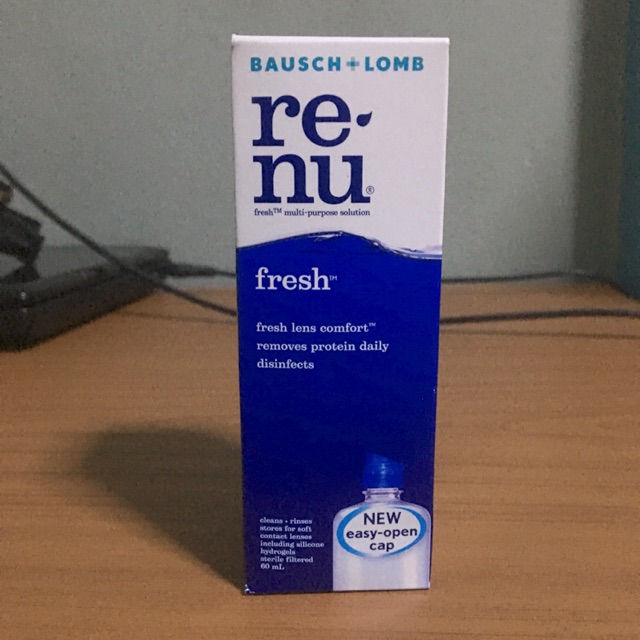 BAUSCH+LOMB
re
nu®
fresh™ multi-purpose solution
fresh™
fresh lens comfort™
removes protein daily
disinfects
cleans • rinses
stores for soft
contact lenses
including silicone
hydrogels
sterile filtered
60 mL
NEW
easy-open
cap